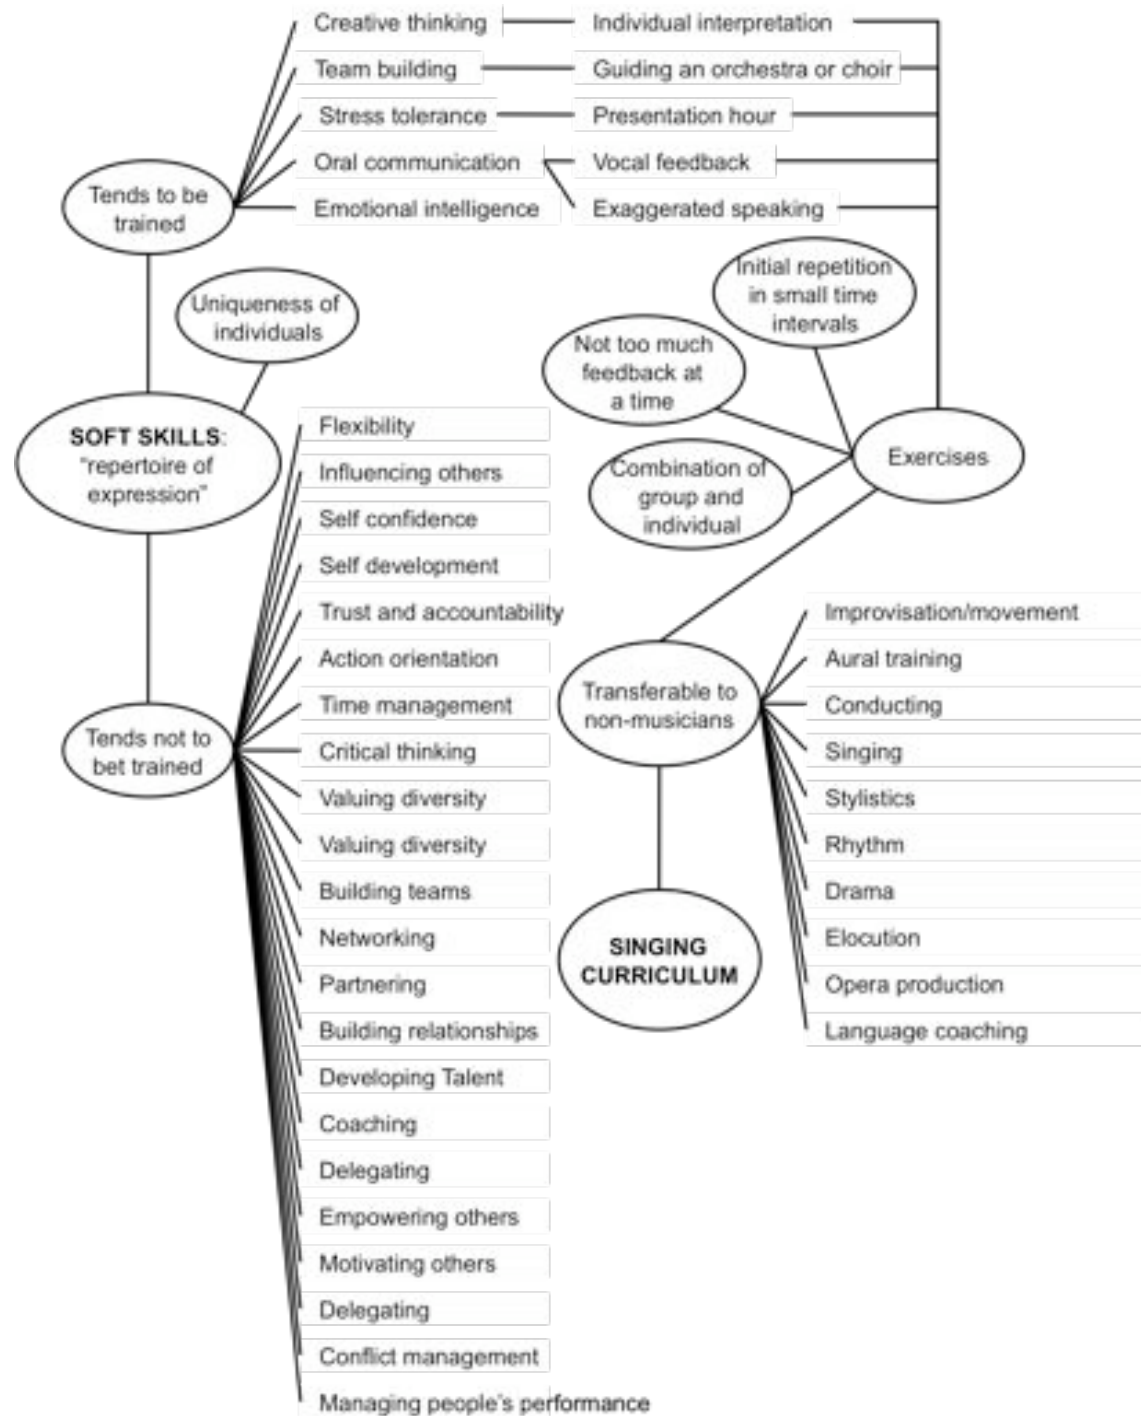 Creative thinking
Individual interpretation
Team building
Guiding an orchestra or choir
Stress tolerance
Presentation hour
Oral communication
Vocal feedback
Emotional intelligence
Exaggerated speaking
Tends to be
trained
Uniqueness of
individuals
SOFT SKILLS:
"repertoire of
expression"
Tends not to
bet trained
Flexibility
Influencing others
Self confidence
Self development
Trust and accountability
Action orientation
Time management
Critical thinking
Valuing diversity
Valuing diversity
Building teams
Networking
Partnering
Building relationships
Developing Talent
Coaching
Delegating
Empowering others
Motivating others
Delegating
Conflict management
Managing people's performance
Initial repetition
in small time
intervals
Not too much
feedback at
a time
Combination of
group and
individual
Exercises
Transferable to
non-musicians
SINGING
CURRICULUM
Improvisation/movement
Aural training
Conducting
Singing
Stylistics
Rhythm
Drama
Elocution
Opera production
Language coaching